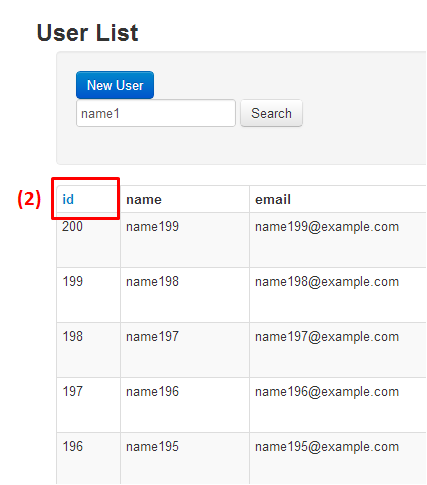 User List
New User
name1 Search
(2) id name email
200 name199 name199@example.com
199 name198 name198@example.com
198 name197 name197@example.com
197 name196 name196@example.com
196 name195 name195@example.com